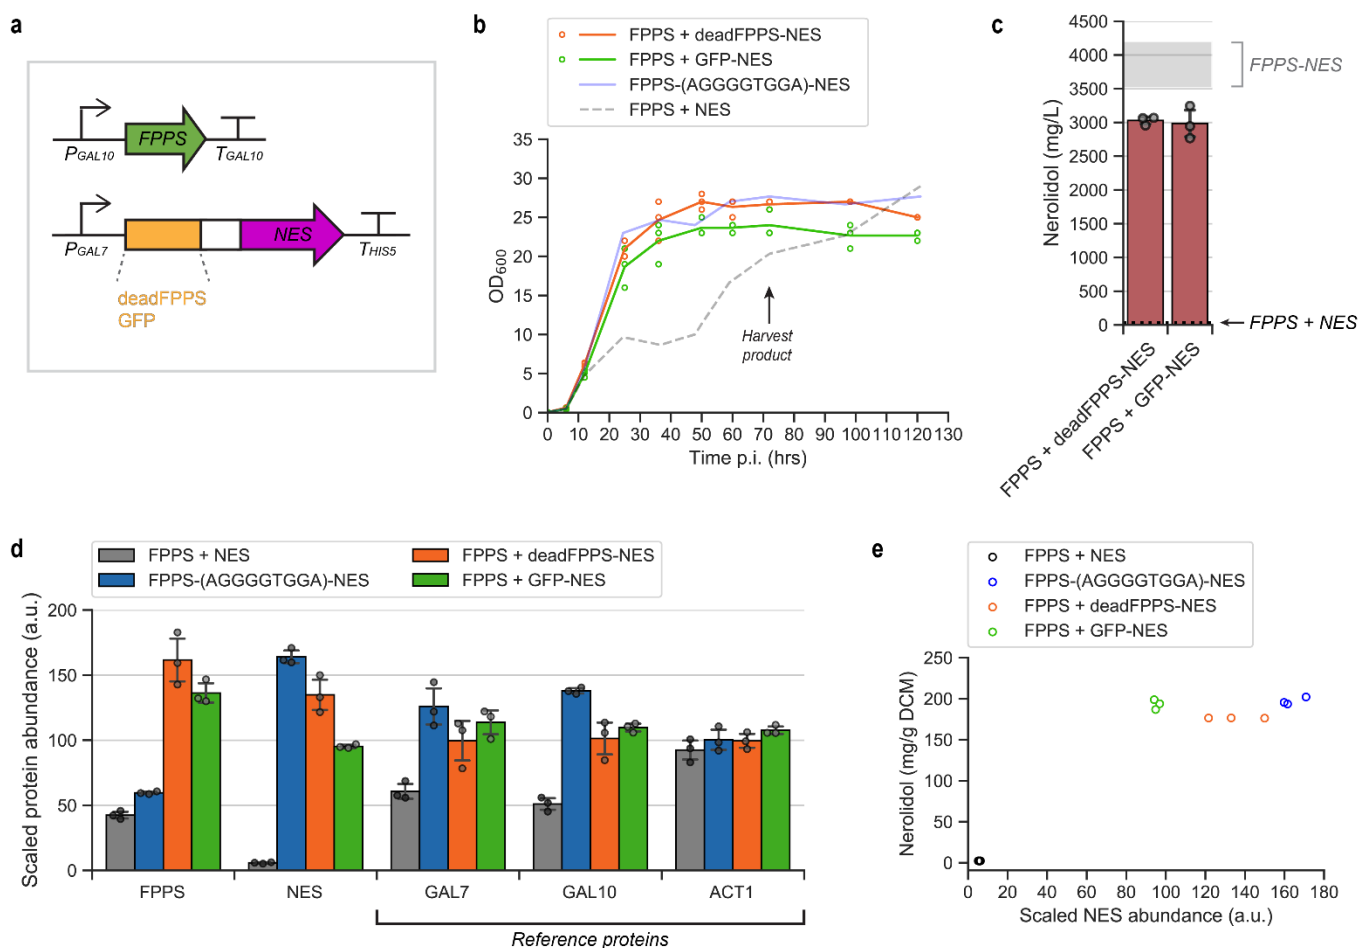 a
FPPS
PGAL10
TGAL10
NES
PGAL7
THIS5
deadFPPS
GFP
b
FPPS + deadFPPS-NES
FPPS + GFP-NES
FPPS-(AGGGGTGGA)-NES
FPPS + NES
35
30
25
20
15
10
5
0
OD600
Harvest
product
0 10 20 30 40 50 60 70 80 90 100 110 120 130
Time p.i. (hrs)
c
4500
4000
3500
3000
2500
2000
1500
1000
500
0
Nerolidol (mg/L)
FPPS-NES
FPPS + NES
FPPS + deadFPPS-NES
FPPS + GFP-NES
d
FPPS + NES
FPPS + deadFPPS-NES
FPPS-(AGGGGTGGA)-NES
FPPS + GFP-NES
200
150
100
50
0
Scaled protein abundance (a.u.)
FPPS NES GAL7 GAL10 ACT1
Reference proteins
e
FPPS + NES
FPPS-(AGGGGTGGA)-NES
FPPS + deadFPPS-NES
FPPS + GFP-NES
250
200
150
100
50
0
Nerolidol (mg/g DCM)
0 20 40 60 80 100 120 140 160 180
Scaled NES abundance (a.u.)